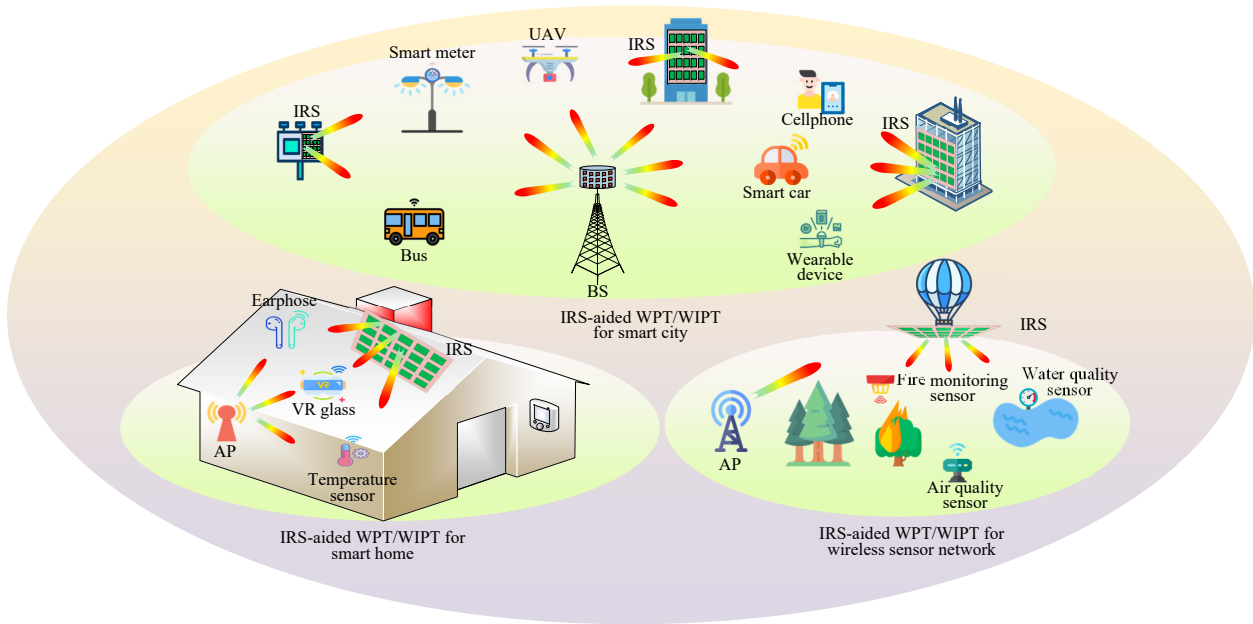 UAV
Smart meter
IRS
IRS
Cellphone
IRS
Smart car
Bus
Wearable
device
BS
IRS-aided WPT/WIPT
for smart city
Earphose
IRS
VR
VR glass
AP
Temperature
sensor
IRS-aided WPT/WIPT for
smart home
IRS
Fire monitoring
sensor
Water quality
sensor
AP
Air quality
sensor
IRS-aided WPT/WIPT for
wireless sensor network